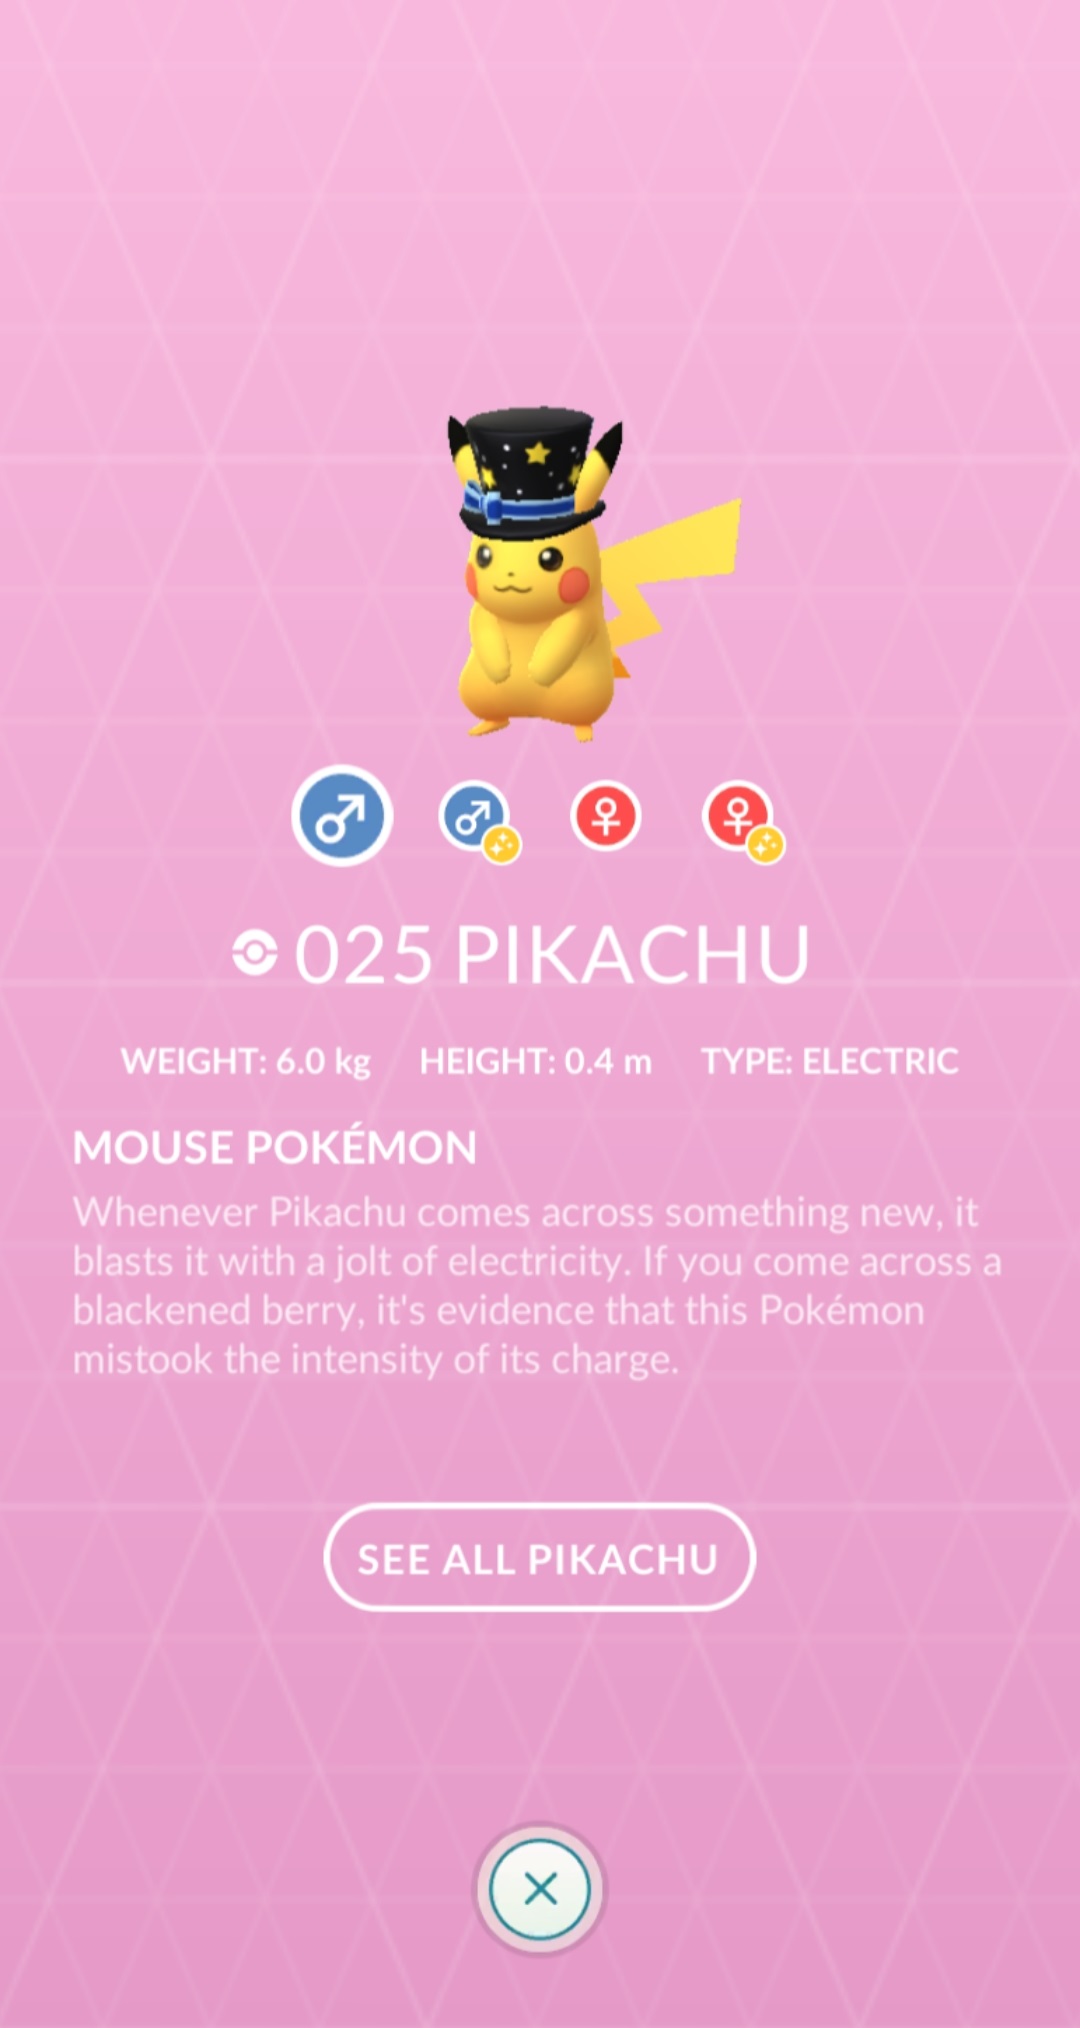 025 PIKACHU
WEIGHT: 6.0 kg HEIGHT: 0.4 m TYPE: ELECTRIC
MOUSE POKÉMON
Whenever Pikachu comes across something new, it
blasts it with a jolt of electricity. If you come across a
blackened berry, it's evidence that this Pokémon
mistook the intensity of its charge.
SEE ALL PIKACHU